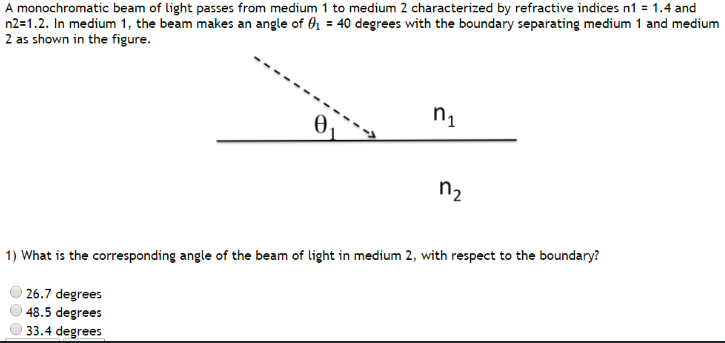 A monochromatic beam of light passes from medium 1 to medium 2 characterized by refractive indices n1 = 1.4 and
n2=1.2. In medium 1, the beam makes an angle of θ₁ = 40 degrees with the boundary separating medium 1 and medium
2 as shown in the figure.
θ₁
n₁
n₂
1) What is the corresponding angle of the beam of light in medium 2, with respect to the boundary?
26.7 degrees
48.5 degrees
33.4 degrees